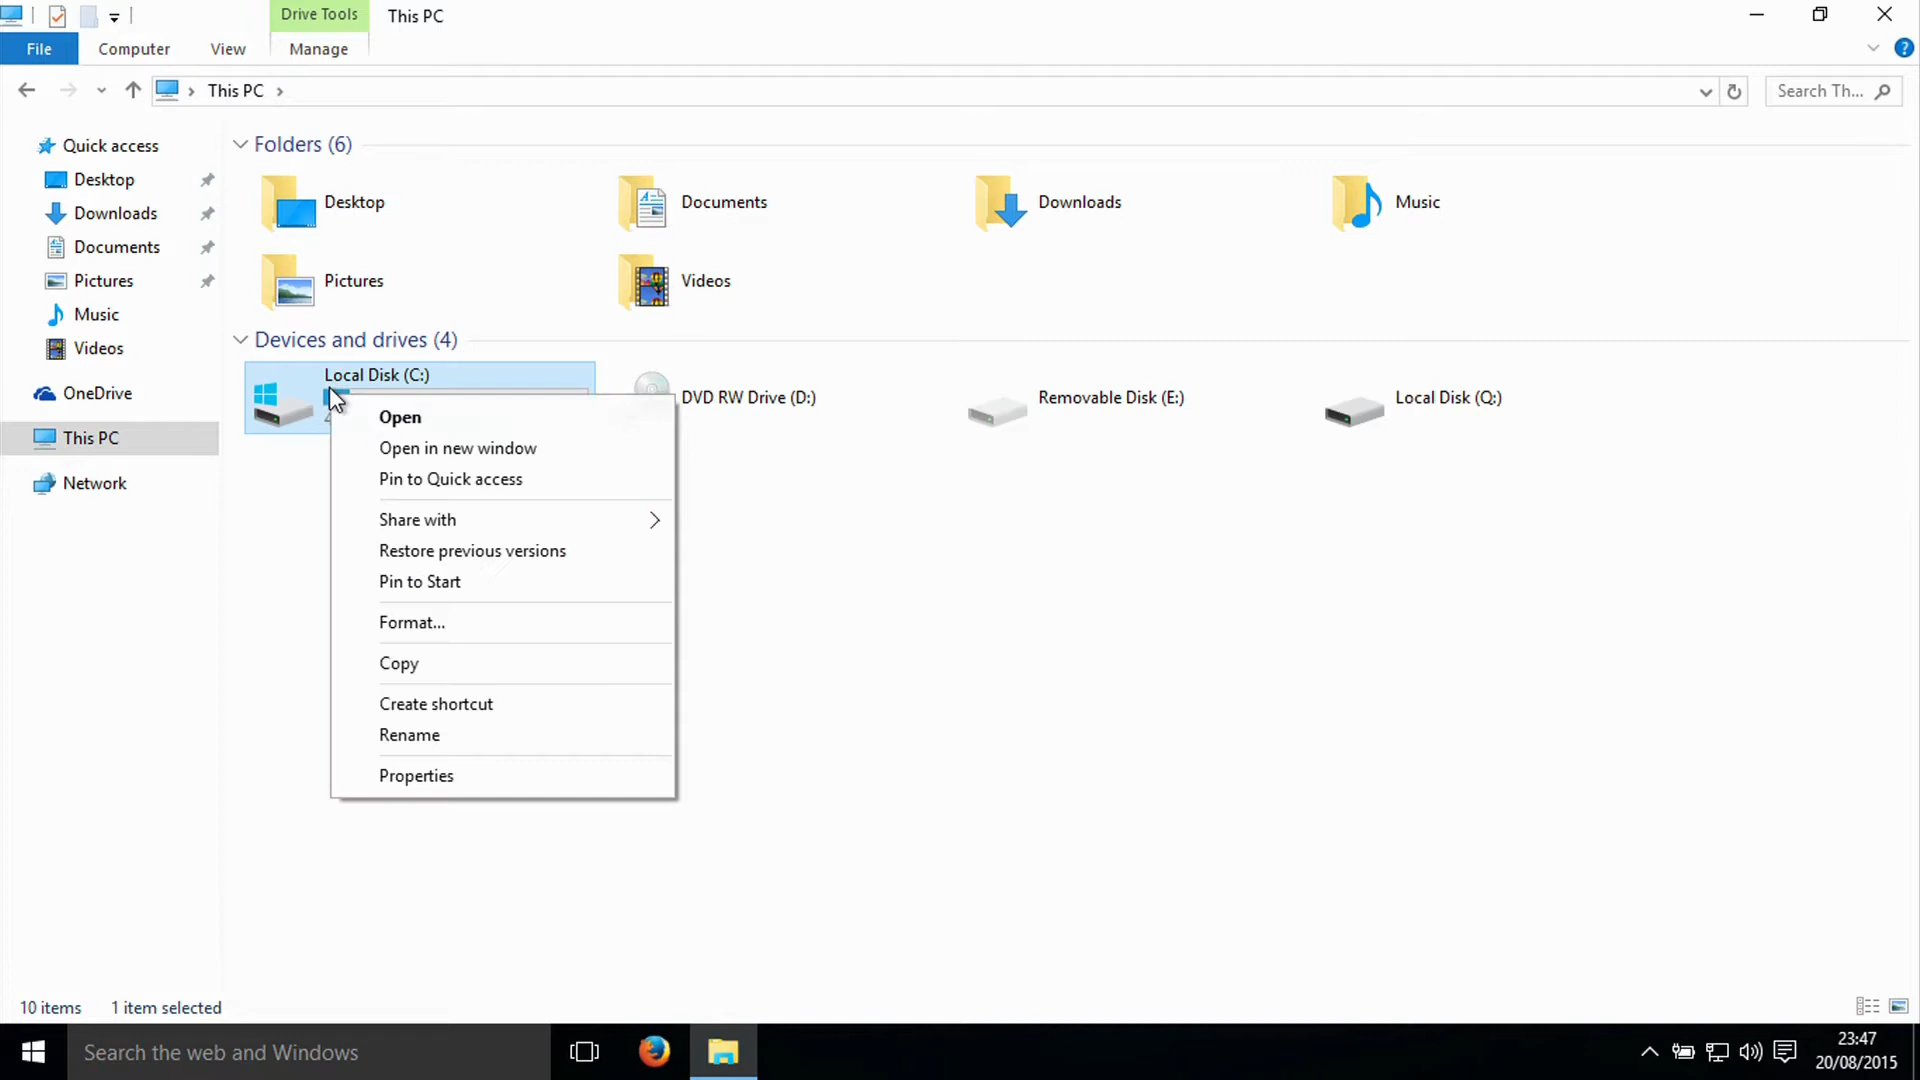 Drive Tools
This PC
File
Computer
View
Manage
This PC
Search Th...
Quick access
Desktop
Downloads
Documents
Pictures
Music
Videos
OneDrive
This PC
Network
Folders (6)
Desktop
Documents
Downloads
Music
Pictures
Videos
Devices and drives (4)
Local Disk (C:)
DVD RW Drive (D:)
Removable Disk (E:)
Local Disk (Q:)
Open
Open in new window
Pin to Quick access
Share with
Restore previous versions
Pin to Start
Format...
Copy
Create shortcut
Rename
Properties
10 items
1 item selected
Search the web and Windows
23:47
20/08/2015